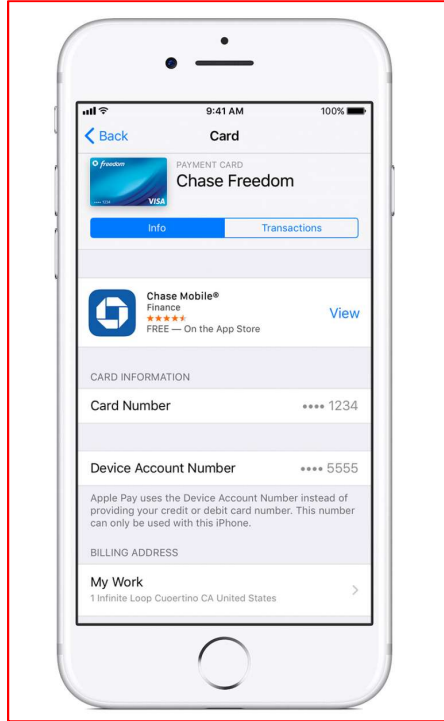 9:41 AM
100%
Back
Card
freedom
PAYMENT CARD
Chase Freedom
•••• 1234
VISA
Info
Transactions
Chase Mobile®
Finance
View
FREE — On the App Store
CARD INFORMATION
Card Number
•••• 1234
Device Account Number
•••• 5555
Apple Pay uses the Device Account Number instead of
providing your credit or debit card number. This number
can only be used with this iPhone.
BILLING ADDRESS
My Work
1 Infinite Loop Cuoertino CA United States